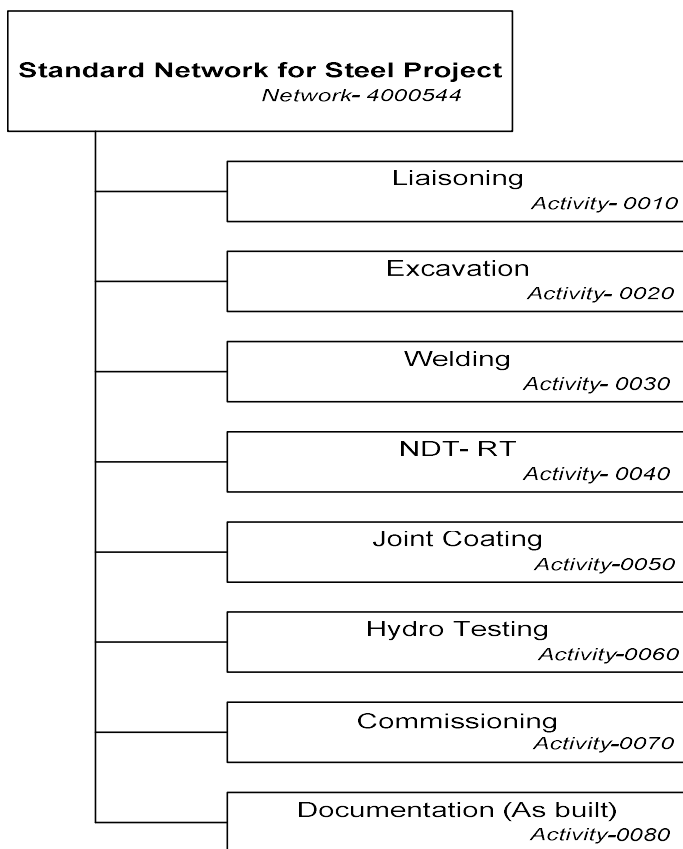 Standard Network for Steel Project
Network- 4000544
Liaisoning
Activity- 0010
Excavation
Activity- 0020
Welding
Activity- 0030
NDT- RT
Activity- 0040
Joint Coating
Activity-0050
Hydro Testing
Activity-0060
Commissioning
Activity-0070
Documentation (As built)
Activity-0080